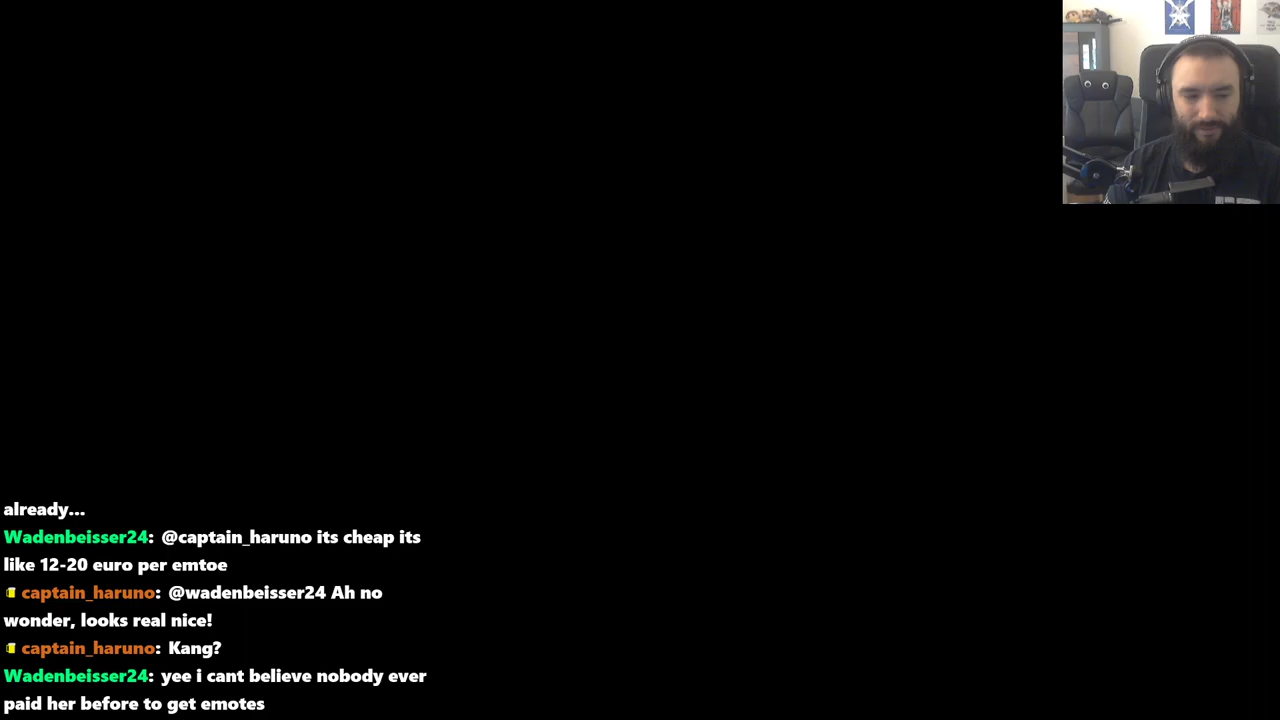 already...
Wadenbeisser24: @captain_haruno its cheap its
like 12-20 euro per emtoe
captain_haruno: @wadenbeisser24 Ah no
wonder, looks real nice!
captain_haruno: Kang?
Wadenbeisser24: yee i cant believe nobody ever
paid her before to get emotes